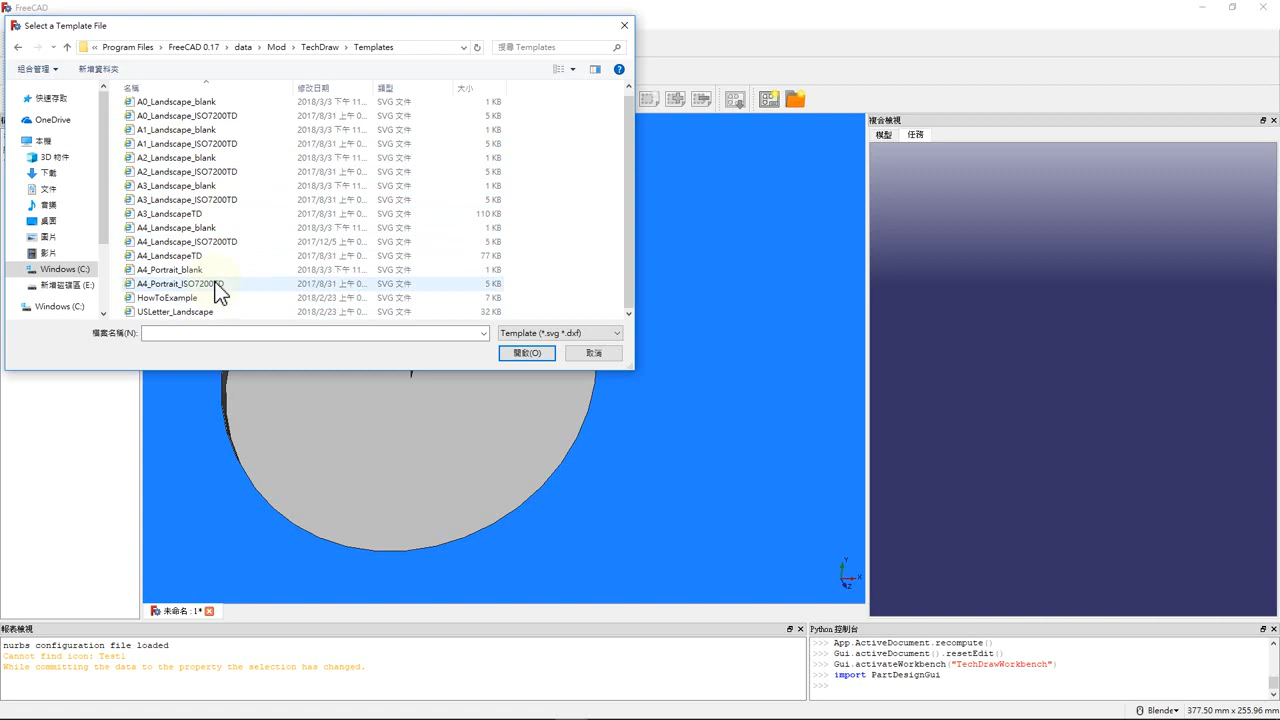 FreeCAD
Select a Template File
« Program Files › FreeCAD 0.17 › data › Mod › TechDraw › Templates
搜尋 Templates
組合管理 新增資料夾
名稱 修改日期 類型 大小
A0_Landscape_blank 2018/3/3 下午 11... SVG 文件 1 KB
A0_Landscape_ISO7200TD 2017/8/31 上午 0... SVG 文件 5 KB
A1_Landscape_blank 2018/3/3 下午 11... SVG 文件 1 KB
A1_Landscape_ISO7200TD 2017/8/31 上午 0... SVG 文件 5 KB
A2_Landscape_blank 2018/3/3 下午 11... SVG 文件 1 KB
A2_Landscape_ISO7200TD 2017/8/31 上午 0... SVG 文件 5 KB
A3_Landscape_blank 2018/3/3 下午 11... SVG 文件 1 KB
A3_Landscape_ISO7200TD 2017/8/31 上午 0... SVG 文件 5 KB
A3_LandscapeTD 2017/8/31 上午 0... SVG 文件 110 KB
A4_Landscape_blank 2018/3/3 下午 11... SVG 文件 1 KB
A4_Landscape_ISO7200TD 2017/12/5 上午 0... SVG 文件 5 KB
A4_LandscapeTD 2017/8/31 上午 0... SVG 文件 77 KB
A4_Portrait_blank 2018/3/3 下午 11... SVG 文件 1 KB
A4_Portrait_ISO7200TD 2017/8/31 上午 0... SVG 文件 5 KB
HowToExample 2018/2/23 上午 0... SVG 文件 7 KB
USLetter_Landscape 2018/2/23 上午 0... SVG 文件 32 KB
快速存取
OneDrive
本機
3D 物件
下載
文件
音樂
桌面
圖片
影片
Windows (C:)
新增磁碟區 (E:)
Windows (C:)
檔案名稱(N):
Template (*.svg *.dxf)
開啟(O) 取消
複合檢視
模型 任務
Y
X
Z
未命名 : 1*
報表檢視
nurbs configuration file loaded
Cannot find icon: Test1
While committing the data to the property the selection has changed.
Python 控制台
>>> App.ActiveDocument.recompute()
>>> Gui.activeDocument().resetEdit()
>>> Gui.activateWorkbench("TechDrawWorkbench")
>>> import PartDesignGui
>>>
Blende 377.50 mm x 255.96 mm